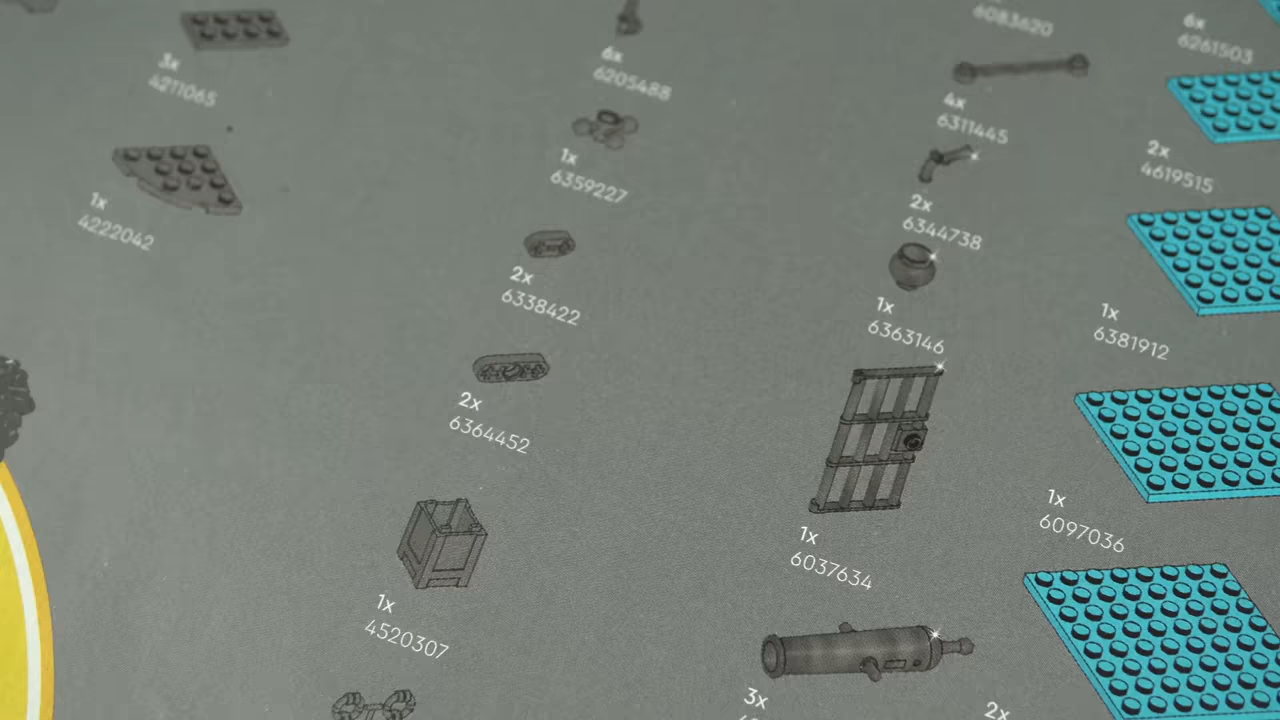 3x
4211065
1x
4222042
6x
6205488
1x
6359227
2x
6338422
2x
6364452
1x
4520307
6083620
4x
6311445
2x
6344738
1x
6363146
1x
6037634
3x
6x
6261503
2x
4619515
1x
6381912
1x
6097036
2x